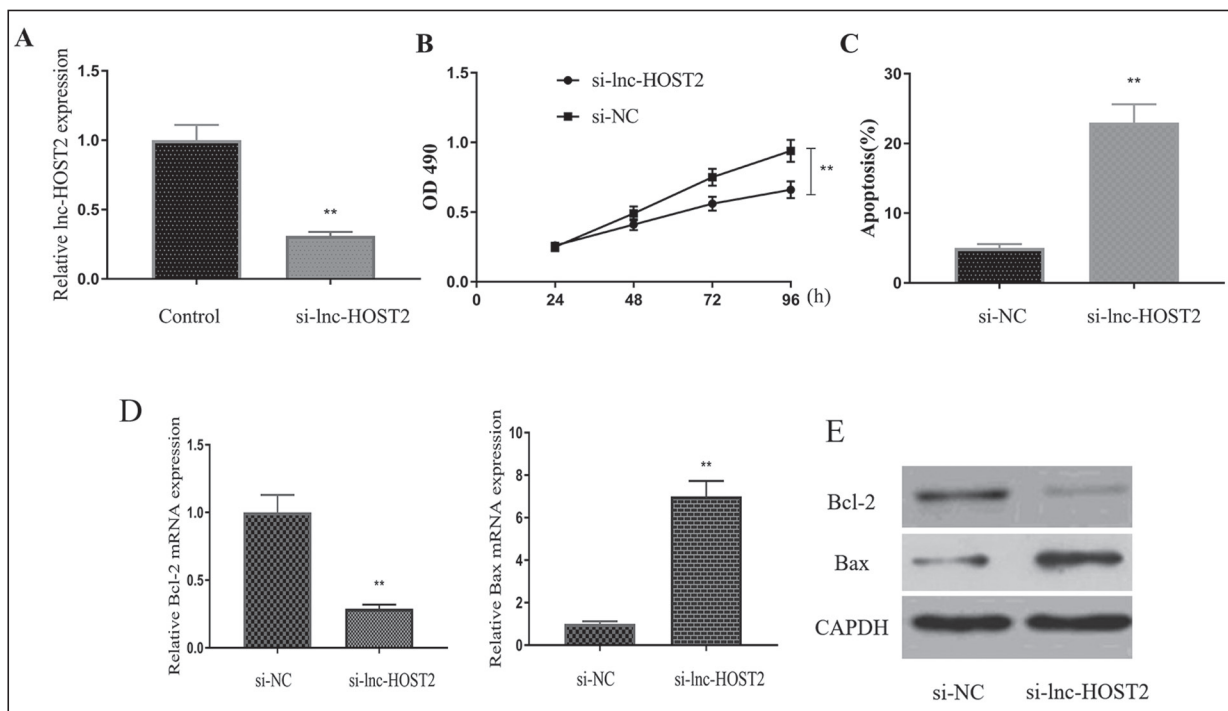 A
Relative lnc-HOST2 expression
1.5
1.0
0.5
0.0
**
Control
si-lnc-HOST2
B
OD 490
1.5
1.0
0.5
0.0
si-lnc-HOST2
si-NC
**
0
24
48
72
96
(h)
C
Apoptosis(%)
30
20
10
0
**
si-NC
si-lnc-HOST2
D
Relative Bcl-2 mRNA expression
1.5
1.0
0.5
0.0
**
si-NC
si-lnc-HOST2
Relative Bax mRNA expression
10
8
6
4
2
0
**
si-NC
si-lnc-HOST2
E
Bcl-2
Bax
CAPDH
si-NC
si-lnc-HOST2